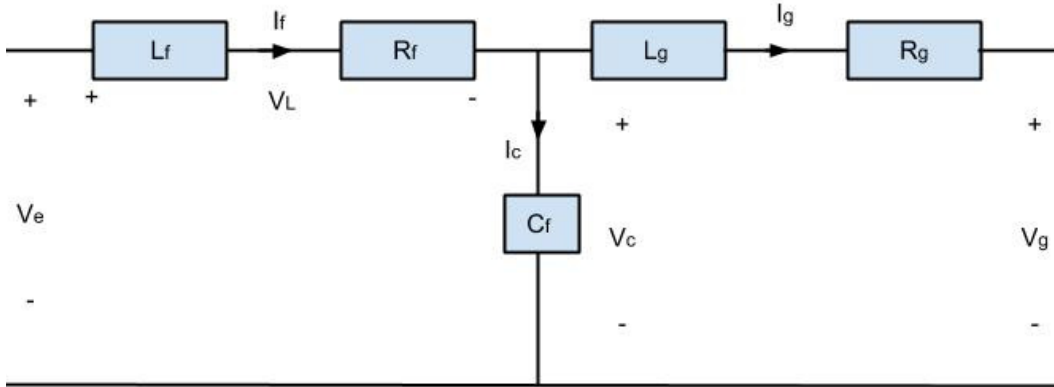 If
Ig
Lf
Rf
Lg
Rg
+
+
VL
-
+
+
Ic
Ve
Cf
Vc
Vg
-
-
-